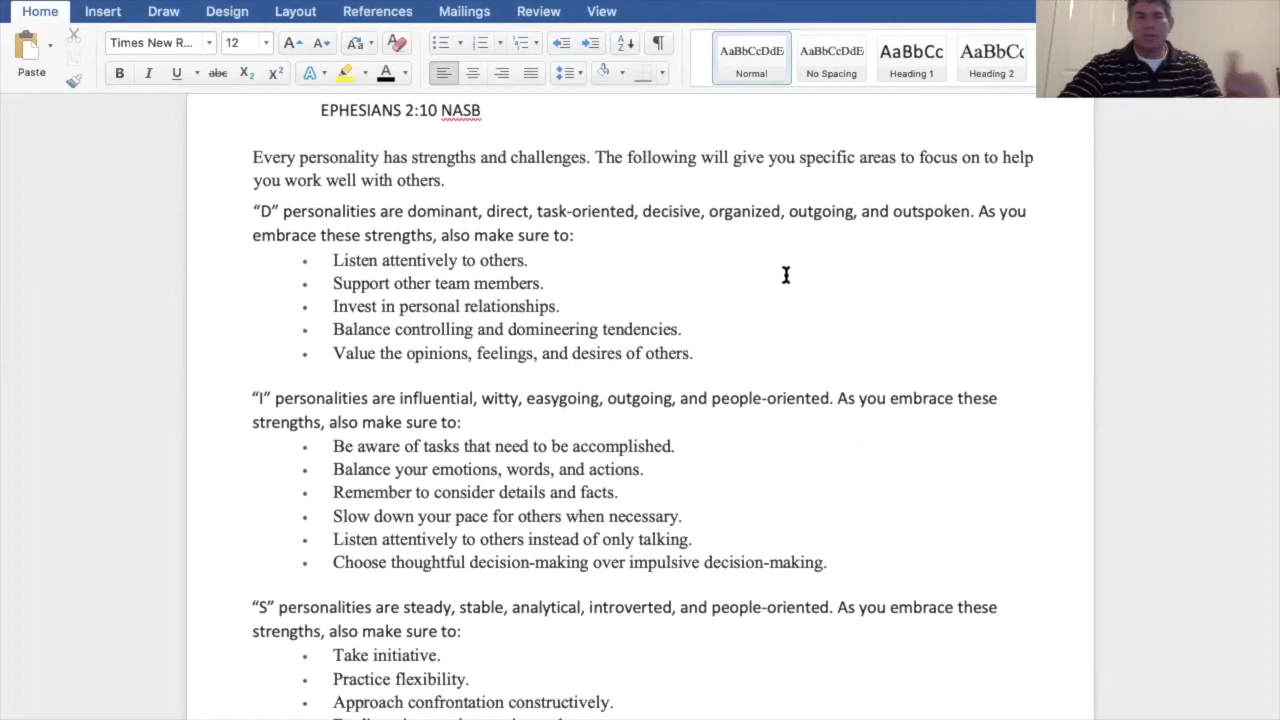 Home Insert Draw Design Layout References Mailings Review View
Times New R... 12
Paste
AaBbCcDdE AaBbCcDdE AaBbCc AaBbCc
Normal No Spacing Heading 1 Heading 2
EPHESIANS 2:10 NASB
Every personality has strengths and challenges. The following will give you specific areas to focus on to help
you work well with others.
“D” personalities are dominant, direct, task-oriented, decisive, organized, outgoing, and outspoken. As you
embrace these strengths, also make sure to:
• Listen attentively to others.
• Support other team members.
• Invest in personal relationships.
• Balance controlling and domineering tendencies.
• Value the opinions, feelings, and desires of others.
“I” personalities are influential, witty, easygoing, outgoing, and people-oriented. As you embrace these
strengths, also make sure to:
• Be aware of tasks that need to be accomplished.
• Balance your emotions, words, and actions.
• Remember to consider details and facts.
• Slow down your pace for others when necessary.
• Listen attentively to others instead of only talking.
• Choose thoughtful decision-making over impulsive decision-making.
“S” personalities are steady, stable, analytical, introverted, and people-oriented. As you embrace these
strengths, also make sure to:
• Take initiative.
• Practice flexibility.
• Approach confrontation constructively.